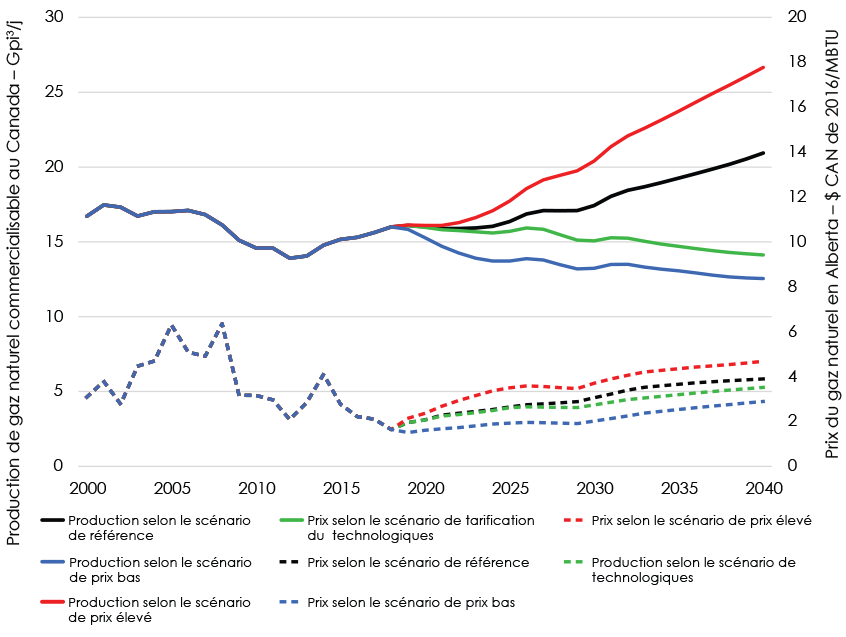 Production de gaz naturel commercialisable au Canada – Gpi³/j
30
25
20
15
10
5
0
20
18
16
14
12
10
8
6
4
2
0
Prix du gaz naturel en Alberta – $ CAN de 2016/MBTU
2000 2005 2010 2015 2020 2025 2030 2035 2040
Production selon le scénario
de référence
Prix selon le scénario de tarification
du technologiques
Prix selon le scénario de prix élevé
Production selon le scénario
de prix bas
Prix selon le scénario de référence
Production selon le scénario de
technologiques
Production selon le scénario
de prix élevé
Prix selon le scénario de prix bas